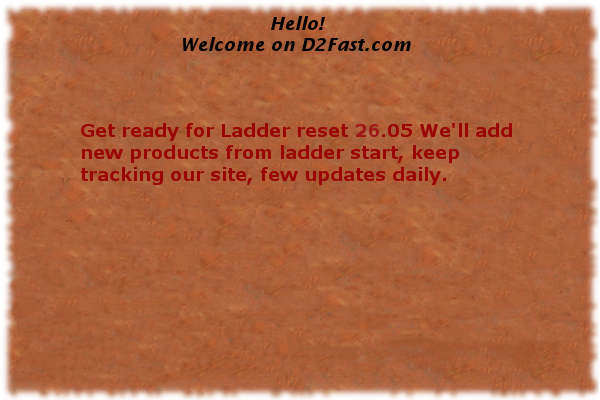 Hello!
Welcome on D2Fast.com
Get ready for Ladder reset 26.05 We'll add
new products from ladder start, keep
tracking our site, few updates daily.